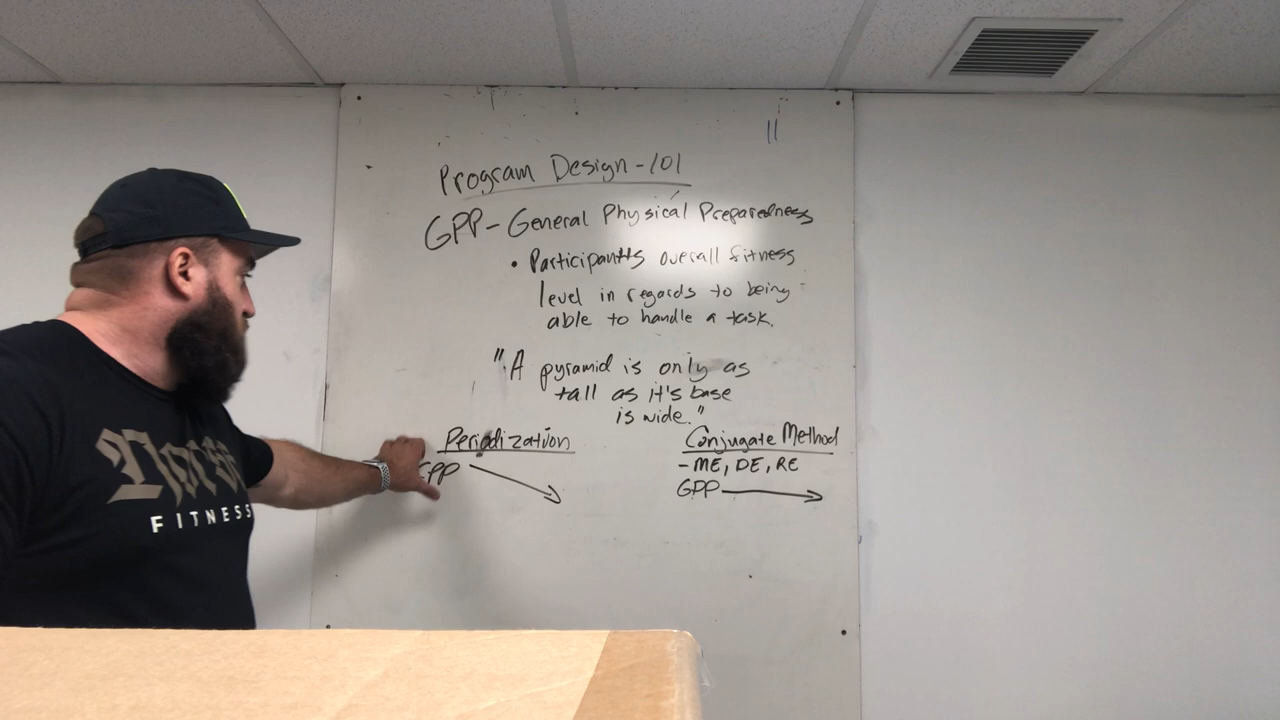 Program Design - 101
GPP - General Physical Preparedness
• Participants overall fitness
level in regards to being
able to handle a task.
"A pyramid is only as
tall as it's base
is wide."
Periodization
GPP
Conjugate Method
- ME, DE, RE
GPP
FITNESS